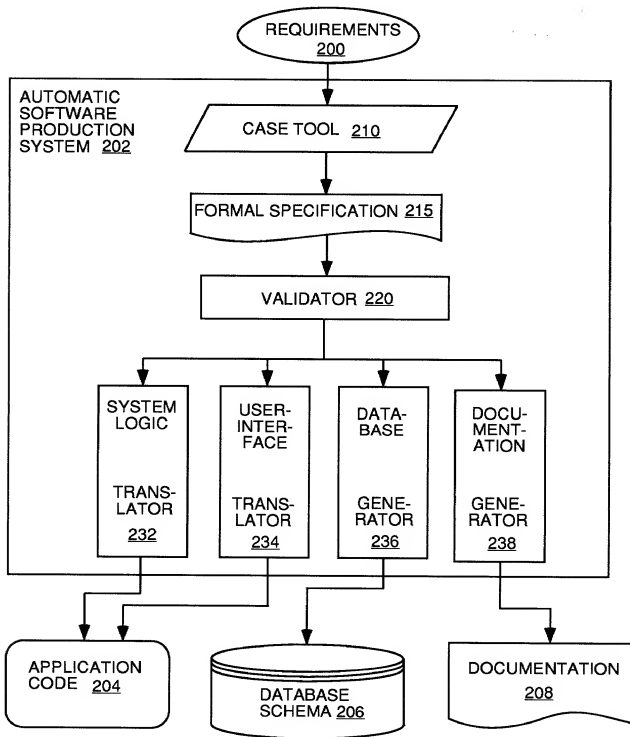 REQUIREMENTS
200
AUTOMATIC
SOFTWARE
PRODUCTION
SYSTEM 202
CASE TOOL 210
FORMAL SPECIFICATION 215
VALIDATOR 220
SYSTEM
LOGIC
TRANS-
LATOR
232
USER-
INTER-
FACE
TRANS-
LATOR
234
DATA-
BASE
GENE-
RATOR
236
DOCU-
MENT-
ATION
GENE-
RATOR
238
APPLICATION
CODE 204
DATABASE
SCHEMA 206
DOCUMENTATION
208